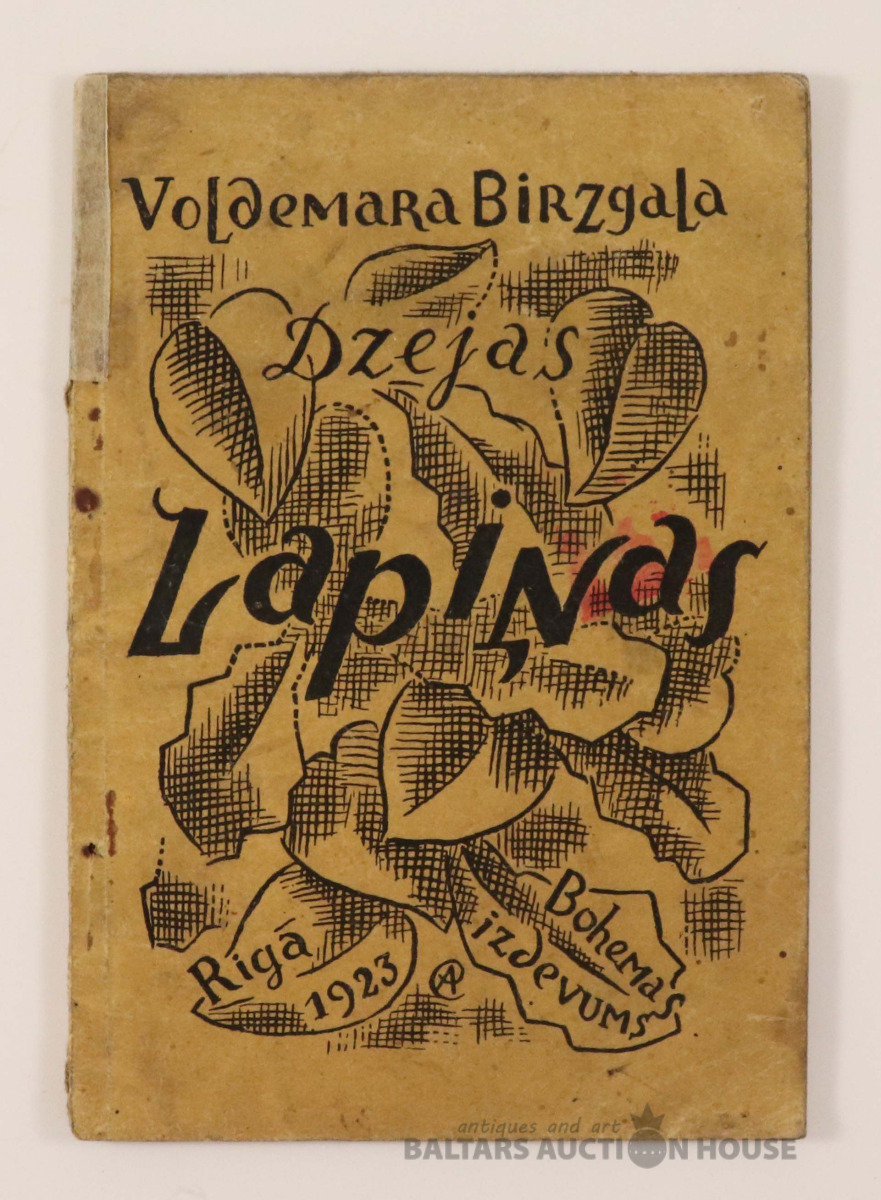 Voldemara Birzgala
Dzejas
Lapiņas
Rīgā
1923
Bohemas
izdevums
antiques and art
BALTARS AUCTION HOUSE